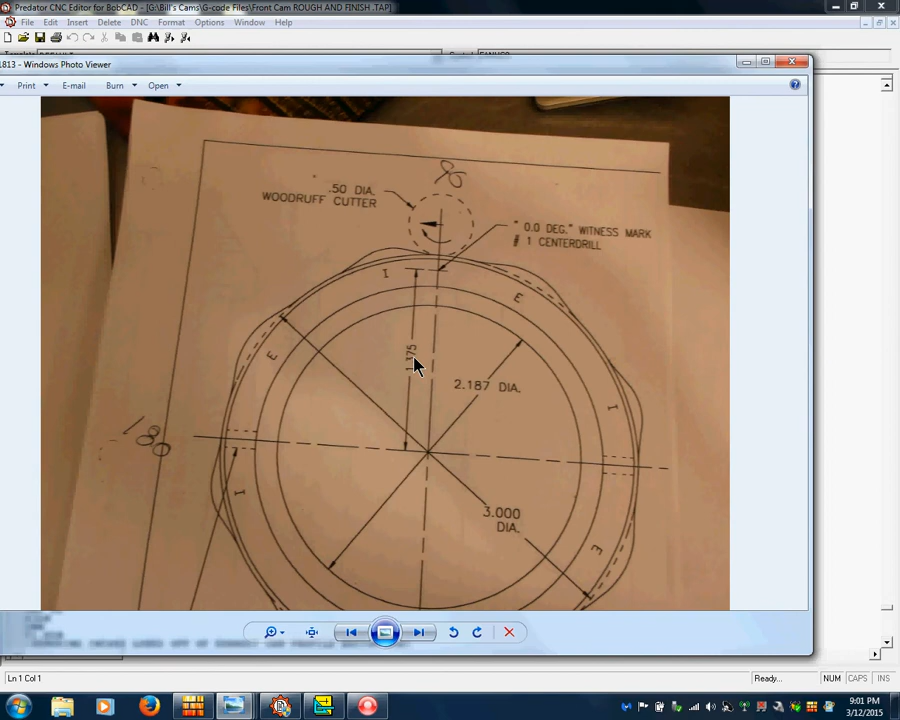 Predator CNC Editor for BobCAD - [G:\Bill's Cams\G-code Files\Front Cam ROUGH AND FINISH .TAP]
File Edit Insert Delete DNC Format Options Window Help
1813 - Windows Photo Viewer
Print E-mail Burn Open
90
.50 DIA.
WOODRUFF CUTTER
" 0.0 DEG." WITNESS MARK
# 1 CENTERDRILL
I
E
E
1.375
2.187 DIA.
I
180
I
3.000
DIA.
E
Ln 1 Col 1
Ready...
NUM CAPS INS
9:01 PM
3/12/2015